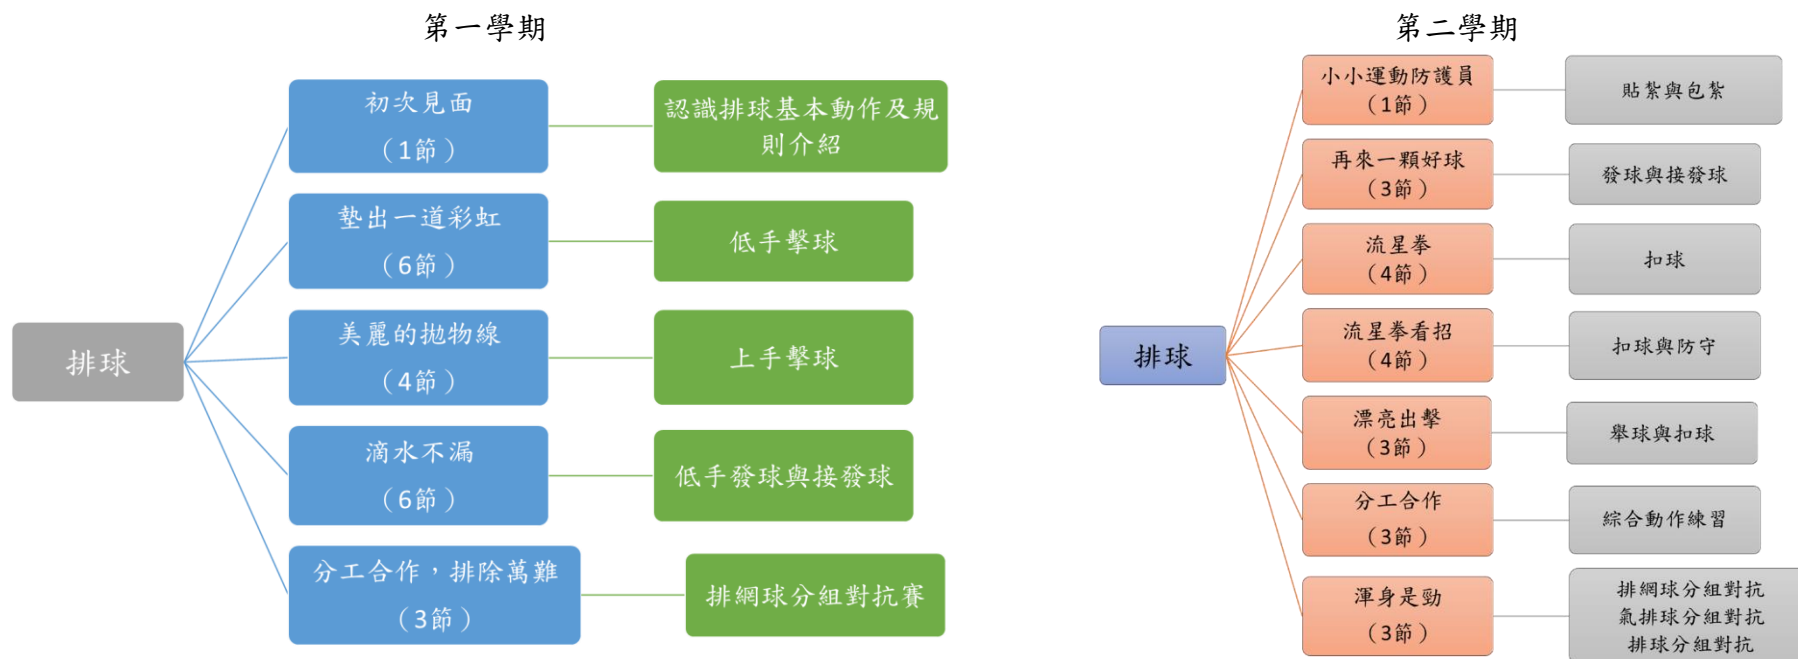 第一學期
排球
初次見面
（1節）
認識排球基本動作及規
則介紹
墊出一道彩虹
（6節）
低手擊球
美麗的拋物線
（4節）
上手擊球
滴水不漏
（6節）
低手發球與接發球
分工合作，排除萬難
（3節）
排網球分組對抗賽
第二學期
排球
小小運動防護員
（1節）
貼紮與包紮
再來一顆好球
（3節）
發球與接發球
流星拳
（4節）
扣球
流星拳看招
（4節）
扣球與防守
漂亮出擊
（3節）
舉球與扣球
分工合作
（3節）
綜合動作練習
渾身是勁
（3節）
排網球分組對抗
氣排球分組對抗
排球分組對抗